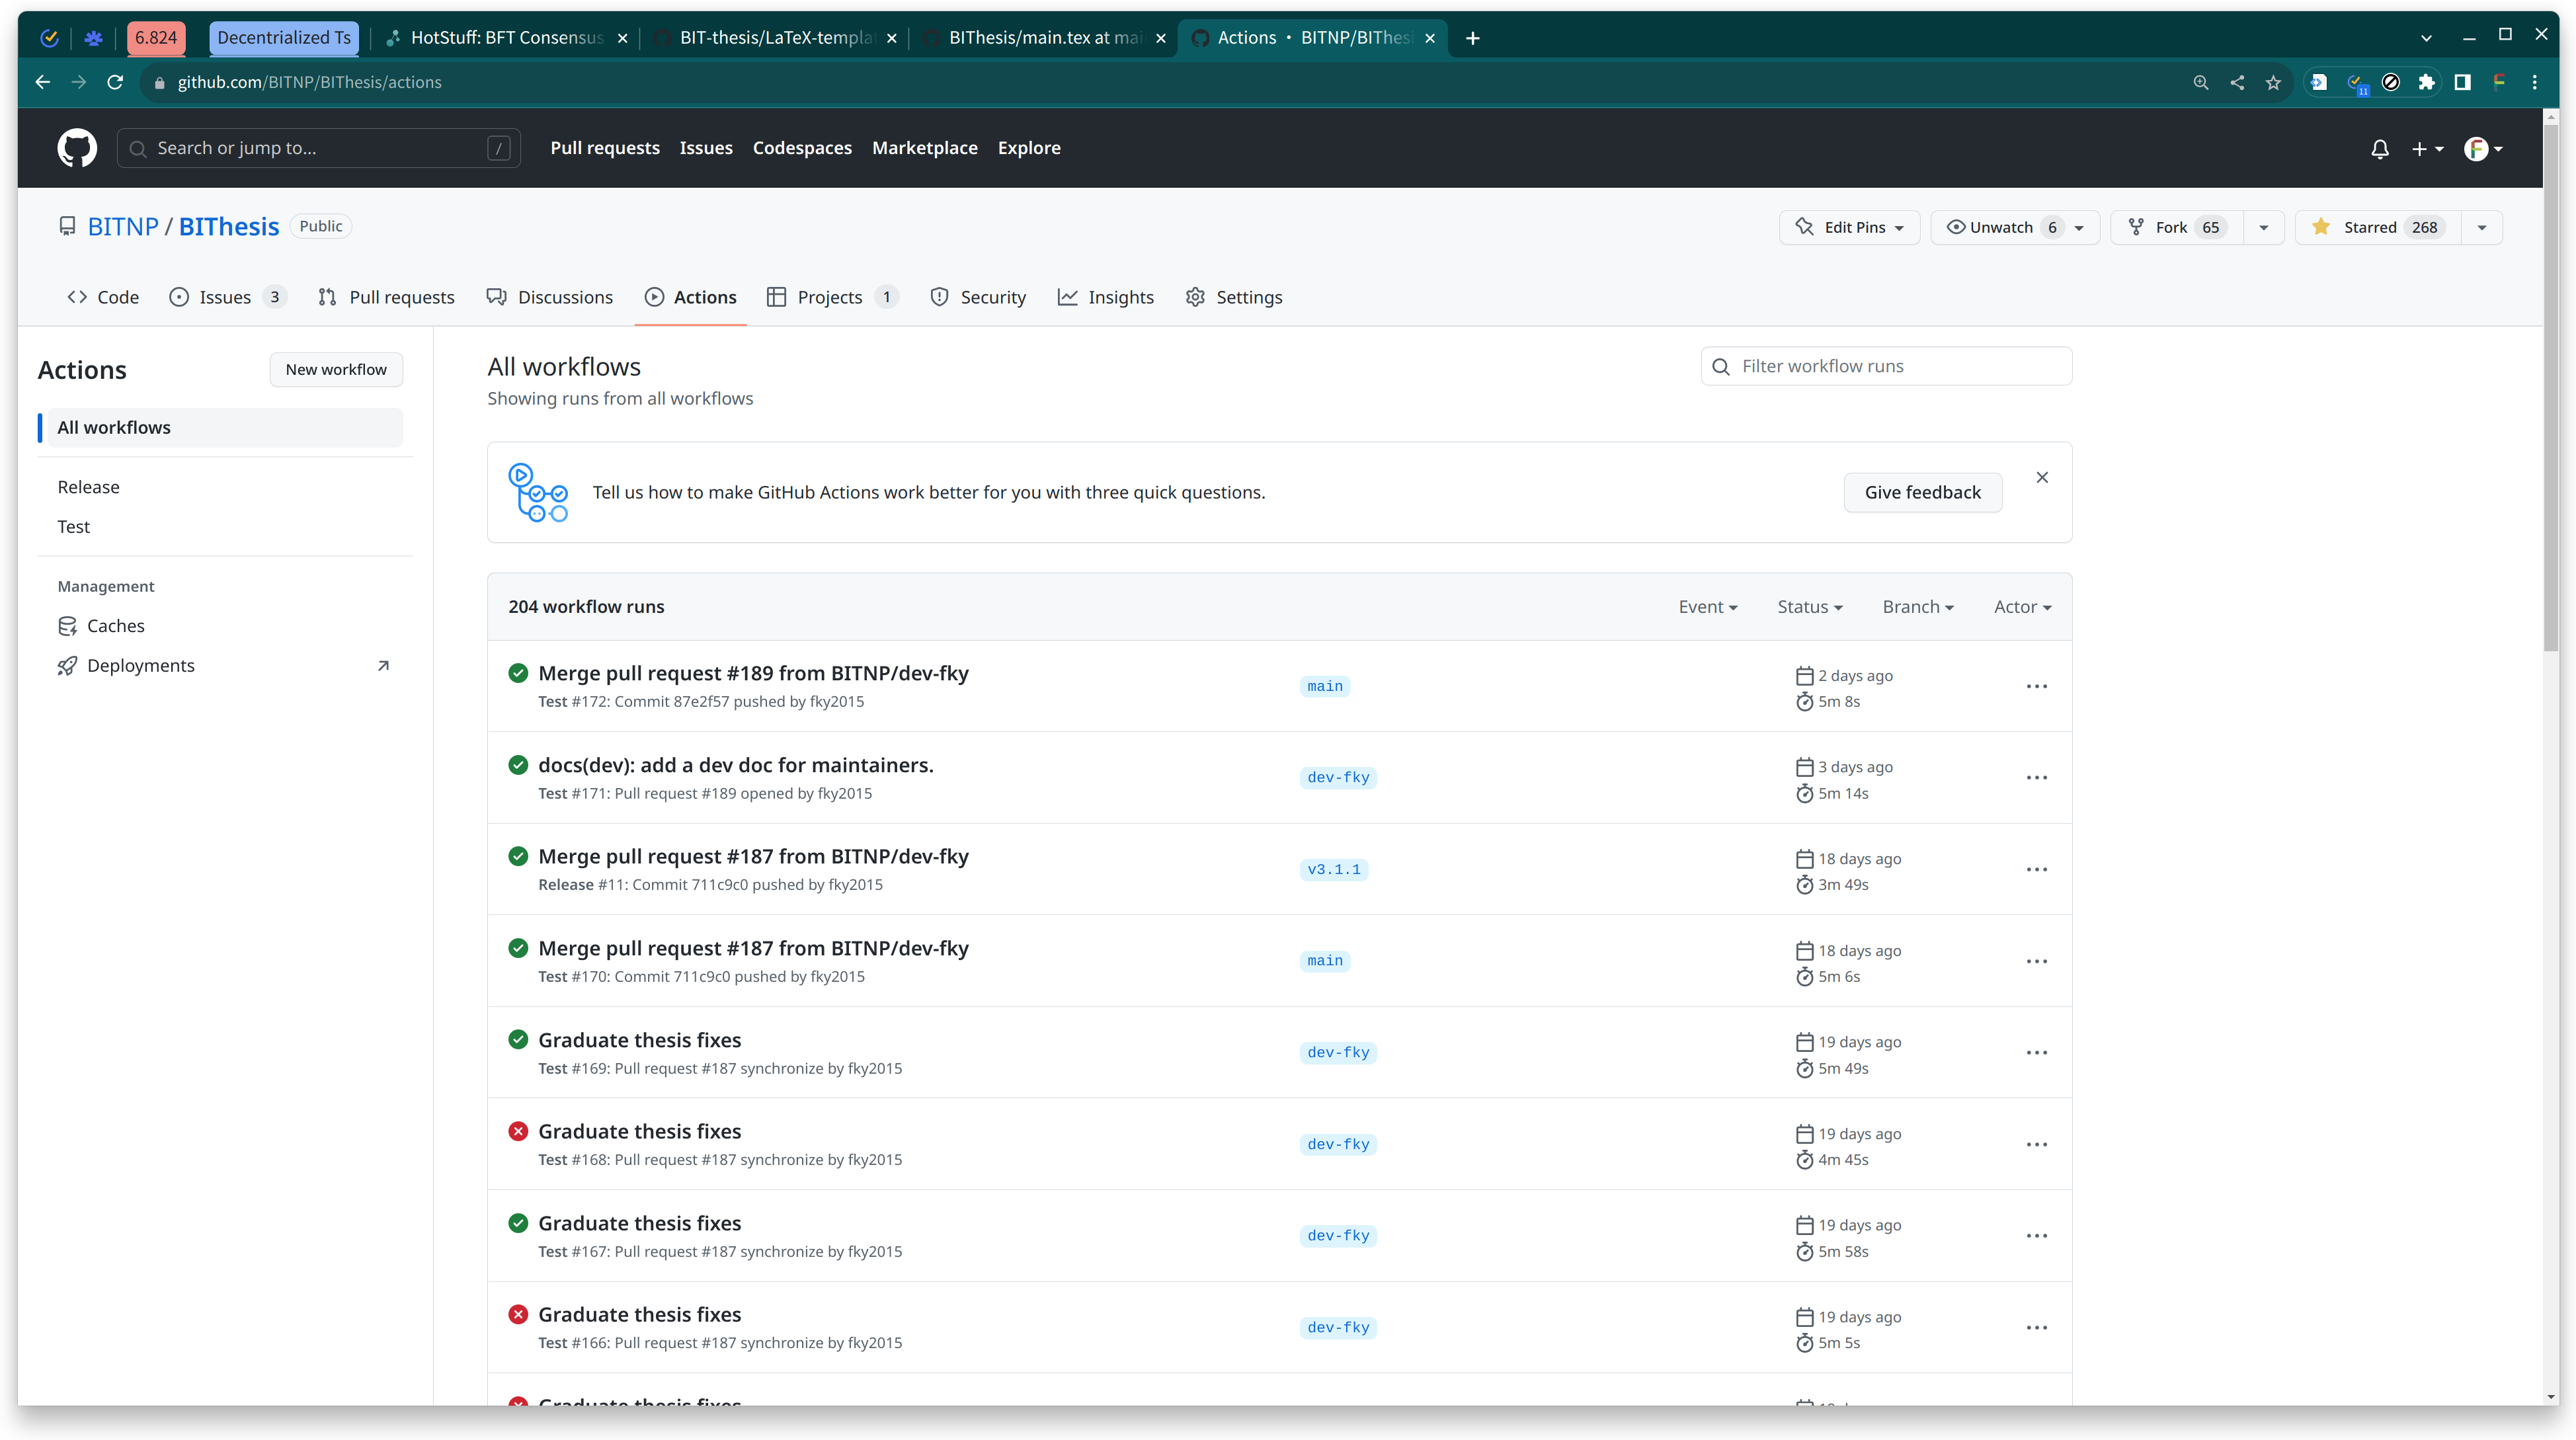 6.824
Decentrialized Ts
HotStuff: BFT Consensus
BIT-thesis/LaTeX-templa
BIThesis/main.tex at mai
Actions • BITNP/BIThesi
github.com/BITNP/BIThesis/actions
11
Search or jump to...
/
Pull requests
Issues
Codespaces
Marketplace
Explore
BITNP / BIThesis
Public
Edit Pins
Unwatch 6
Fork 65
Starred 268
Code
Issues 3
Pull requests
Discussions
Actions
Projects 1
Security
Insights
Settings
Actions
New workflow
All workflows
Release
Test
Management
Caches
Deployments
All workflows
Showing runs from all workflows
Filter workflow runs
Tell us how to make GitHub Actions work better for you with three quick questions.
Give feedback
204 workflow runs
Event
Status
Branch
Actor
Merge pull request #189 from BITNP/dev-fky
Test #172: Commit 87e2f57 pushed by fky2015
main
2 days ago
5m 8s
docs(dev): add a dev doc for maintainers.
Test #171: Pull request #189 opened by fky2015
dev-fky
3 days ago
5m 14s
Merge pull request #187 from BITNP/dev-fky
Release #11: Commit 711c9c0 pushed by fky2015
v3.1.1
18 days ago
3m 49s
Merge pull request #187 from BITNP/dev-fky
Test #170: Commit 711c9c0 pushed by fky2015
main
18 days ago
5m 6s
Graduate thesis fixes
Test #169: Pull request #187 synchronize by fky2015
dev-fky
19 days ago
5m 49s
Graduate thesis fixes
Test #168: Pull request #187 synchronize by fky2015
dev-fky
19 days ago
4m 45s
Graduate thesis fixes
Test #167: Pull request #187 synchronize by fky2015
dev-fky
19 days ago
5m 58s
Graduate thesis fixes
Test #166: Pull request #187 synchronize by fky2015
dev-fky
19 days ago
5m 5s
Graduate thesis fixes